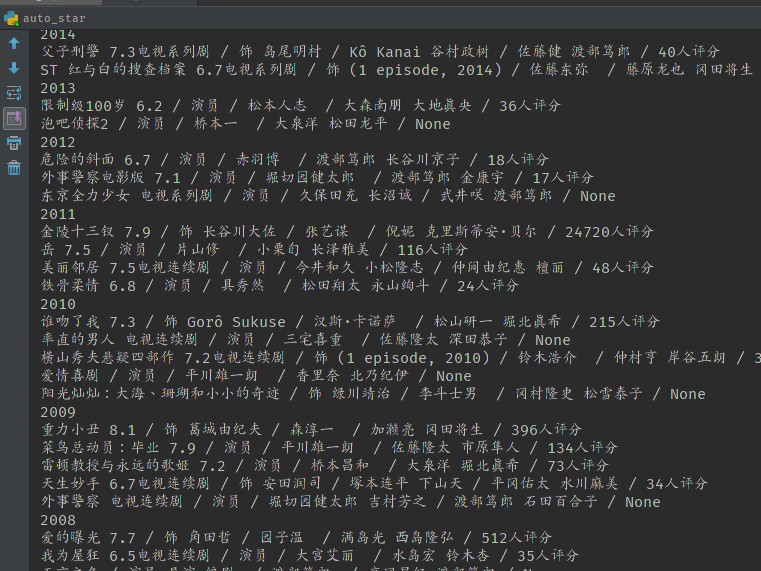 auto_star
2014
父子刑警 7.3电视系列剧 / 饰 岛尾明村 / Kô Kanai 谷村政树 / 佐藤健 渡部笃郎 / 40人评分
ST 红与白的搜查档案 6.7电视系列剧 / 饰 (1 episode, 2014) / 佐藤东弥 / 藤原龙也 冈田将生
2013
限制级100岁 6.2 / 演员 / 松本人志 / 大森南朋 大地真央 / 36人评分
泡吧侦探2 / 演员 / 桥本一 / 大泉洋 松田龙平 / None
2012
危险的斜面 6.7 / 演员 / 赤羽博 / 渡部笃郎 长谷川京子 / 18人评分
外事警察电影版 7.1 / 演员 / 堀切园健太郎 / 渡部笃郎 金康宇 / 17人评分
东京全力少女 电视系列剧 / 演员 / 久保田充 长沼诚 / 武井咲 渡部笃郎 / None
2011
金陵十三钗 7.9 / 饰 长谷川大佐 / 张艺谋 / 倪妮 克里斯蒂安·贝尔 / 24720人评分
岳 7.5 / 演员 / 片山修 / 小栗旬 长泽雅美 / 116人评分
美丽邻居 7.5电视连续剧 / 演员 / 今井和久 小松隆志 / 仲间由纪惠 檀丽 / 48人评分
铁骨柔情 6.8 / 演员 / 具秀然 / 松田翔太 永山绚斗 / 24人评分
2010
谁吻了我 7.3 / 饰 Gorô Sukuse / 汉斯·卡诺萨 / 松山研一 堀北真希 / 215人评分
率直的男人 电视连续剧 / 演员 / 三宅喜重 / 佐藤隆太 深田恭子 / None
横山秀夫悬疑四部作 7.2电视连续剧 / 饰 (1 episode, 2010) / 铃木浩介 / 仲村亨 岸谷五朗 / 3
爱情喜剧 / 演员 / 平川雄一朗 / 香里奈 北乃纪伊 / None
阳光灿灿：大海、珊瑚和小小的奇迹 / 饰 绿川靖治 / 李斗士男 / 冈村隆史 松雪泰子 / None
2009
重力小丑 8.1 / 饰 葛城由纪夫 / 森淳一 / 加濑亮 冈田将生 / 396人评分
菜鸟总动员：毕业 7.9 / 演员 / 平川雄一朗 / 佐藤隆太 市原隼人 / 134人评分
雷顿教授与永远的歌姬 7.2 / 演员 / 桥本昌和 / 大泉洋 堀北真希 / 73人评分
天生妙手 6.7电视连续剧 / 饰 安田润司 / 塚本连平 下山天 / 平冈佑太 水川麻美 / 34人评分
外事警察 电视连续剧 / 演员 / 堀切园健太郎 吉村芳之 / 渡部笃郎 石田百合子 / None
2008
爱的曝光 7.7 / 饰 角田哲 / 园子温 / 满岛光 西岛隆弘 / 512人评分
我为屋狂 6.5电视连续剧 / 演员 / 大宫艾丽 / 水岛宏 铃木杏 / 35人评分